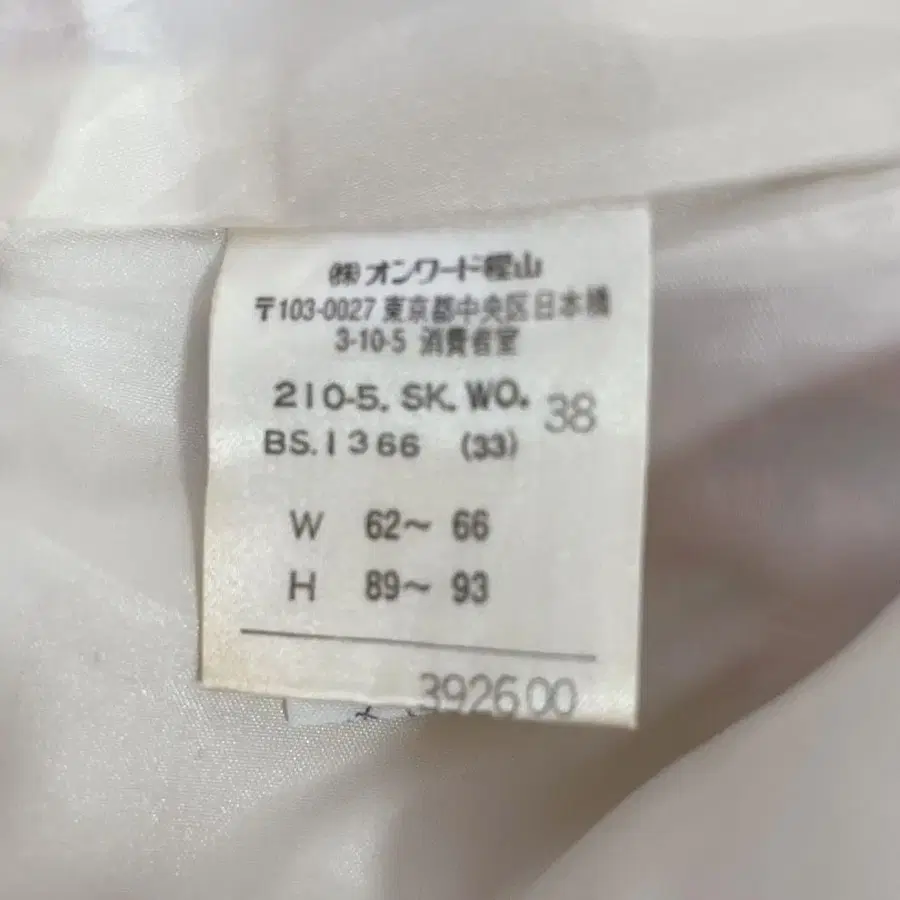 ㈱オンワード樫山
〒103-0027 東京都中央区日本橋
3-10-5 消費者室
210-5. SK. WO. 38
BS.1366 (33)
W 62〜 66
H 89〜 93
392600